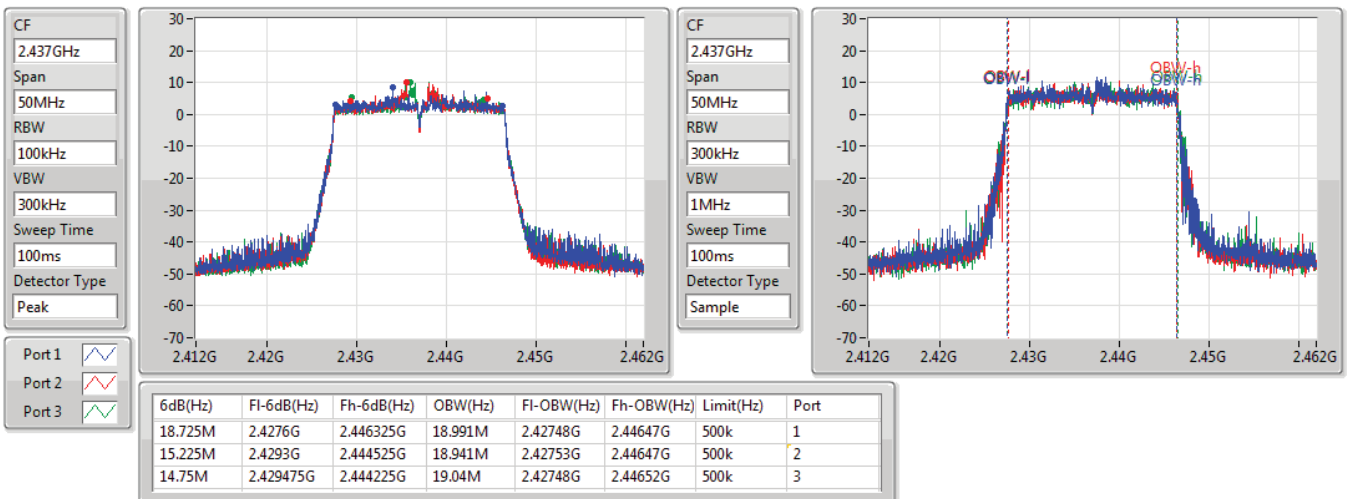 CF
2.437GHz
Span
50MHz
RBW
100kHz
VBW
300kHz
Sweep Time
100ms
Detector Type
Peak
30
20
10
0
-10
-20
-30
-40
-50
-60
-70
2.412G 2.42G 2.43G 2.44G 2.45G 2.462G
CF
2.437GHz
Span
50MHz
RBW
300kHz
VBW
1MHz
Sweep Time
100ms
Detector Type
Sample
30
20
10
0
-10
-20
-30
-40
-50
-60
-70
OBW-l
OBW-h
OBW-h
2.412G 2.42G 2.43G 2.44G 2.45G 2.462G
Port 1
Port 2
Port 3
6dB(Hz) Fl-6dB(Hz) Fh-6dB(Hz) OBW(Hz) Fl-OBW(Hz) Fh-OBW(Hz) Limit(Hz) Port
18.725M 2.4276G 2.446325G 18.991M 2.42748G 2.44647G 500k 1
15.225M 2.4293G 2.444525G 18.941M 2.42753G 2.44647G 500k 2
14.75M 2.429475G 2.444225G 19.04M 2.42748G 2.44652G 500k 3